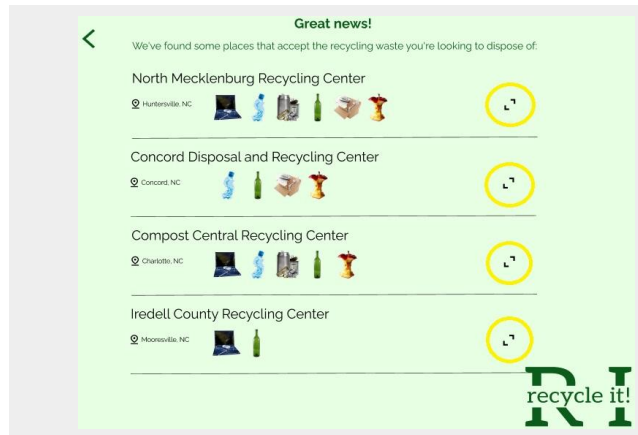 Great news!
We've found some places that accept the recycling waste you're looking to dispose of:
North Mecklenburg Recycling Center
Huntersville, NC
Concord Disposal and Recycling Center
Concord, NC
Compost Central Recycling Center
Charlotte, NC
Iredell County Recycling Center
Mooresville, NC
RI
recycle it!